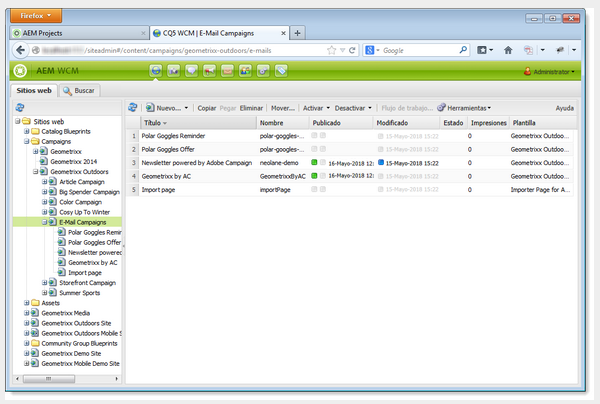 Firefox
AEM Projects
CQ5 WCM | E-Mail Campaigns
/siteadmin#/content/campaigns/geometrixx-outdoors/e-mails
Google
AEM WCM
Administrator
Sitios web
Buscar
Nuevo...
Copiar
Pegar
Eliminar
Mover...
Activar
Desactivar
Flujo de trabajo...
Herramientas
Ayuda
Sitios web
Catalog Blueprints
Campaigns
Geometrixx
Geometrixx 2014
Geometrixx Outdoors
Article Campaign
Big Spender Campaign
Color Campaign
Cosy Up To Winter
E-Mail Campaigns
Polar Goggles Remin
Polar Goggles Offer
Newsletter powered
Geometrixx by AC
Import page
Storefront Campaign
Summer Sports
Assets
Geometrixx Media
Geometrixx Outdoors Site
Geometrixx Outdoors Mobile S
Community Group Blueprints
Geometrixx Demo Site
Geometrixx Mobile Demo Site
Título Nombre Publicado Modificado Estado Impresiones Plantilla
1 Polar Goggles Reminder polar-goggles-... 15-Mayo-2018 15:22 0 Geometrixx Outdoo...
2 Polar Goggles Offer polar-goggles-... 15-Mayo-2018 15:22 0 Geometrixx Outdoo...
3 Newsletter powered by Adobe Campaign neolane-demo 16-Mayo-2018 12: 15-Mayo-2018 15:22 0 Geometrixx Outdoo...
4 Geometrixx by AC GeometrixxByAC 16-Mayo-2018 12: 15-Mayo-2018 15:22 0 Geometrixx Outdoo...
5 Import page importPage 15-Mayo-2018 15:22 0 Importer Page for A...